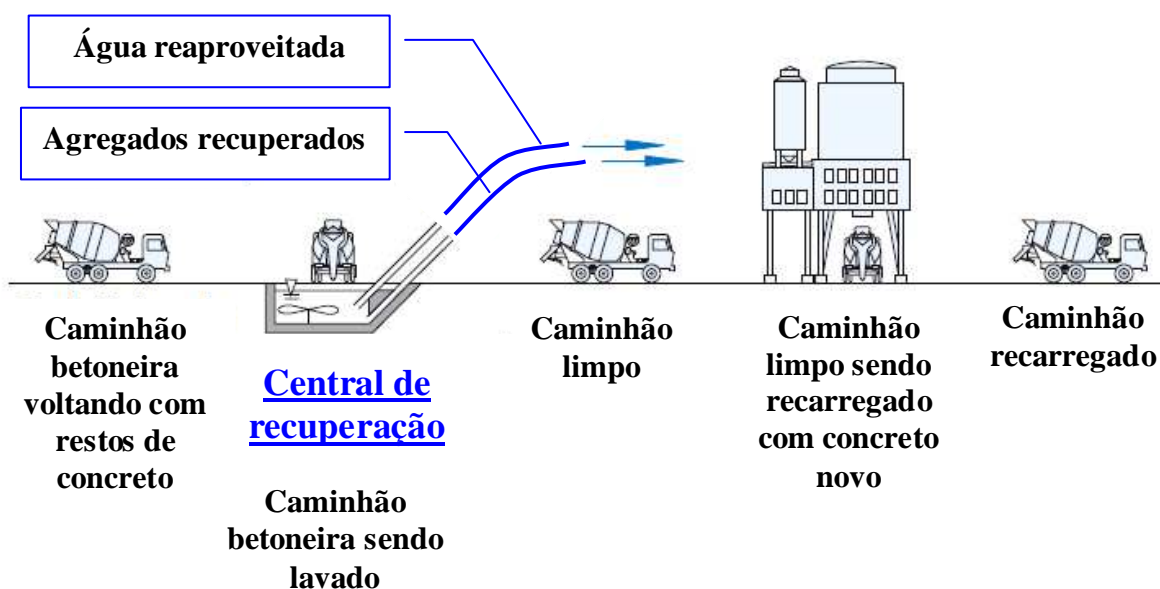 Água reaproveitada
Agregados recuperados
Caminhão
betoneira
voltando com
restos de
concreto
Central de
recuperação
Caminhão
betoneira sendo
lavado
Caminhão
limpo
Caminhão
limpo sendo
recarregado
com concreto
novo
Caminhão
recarregado